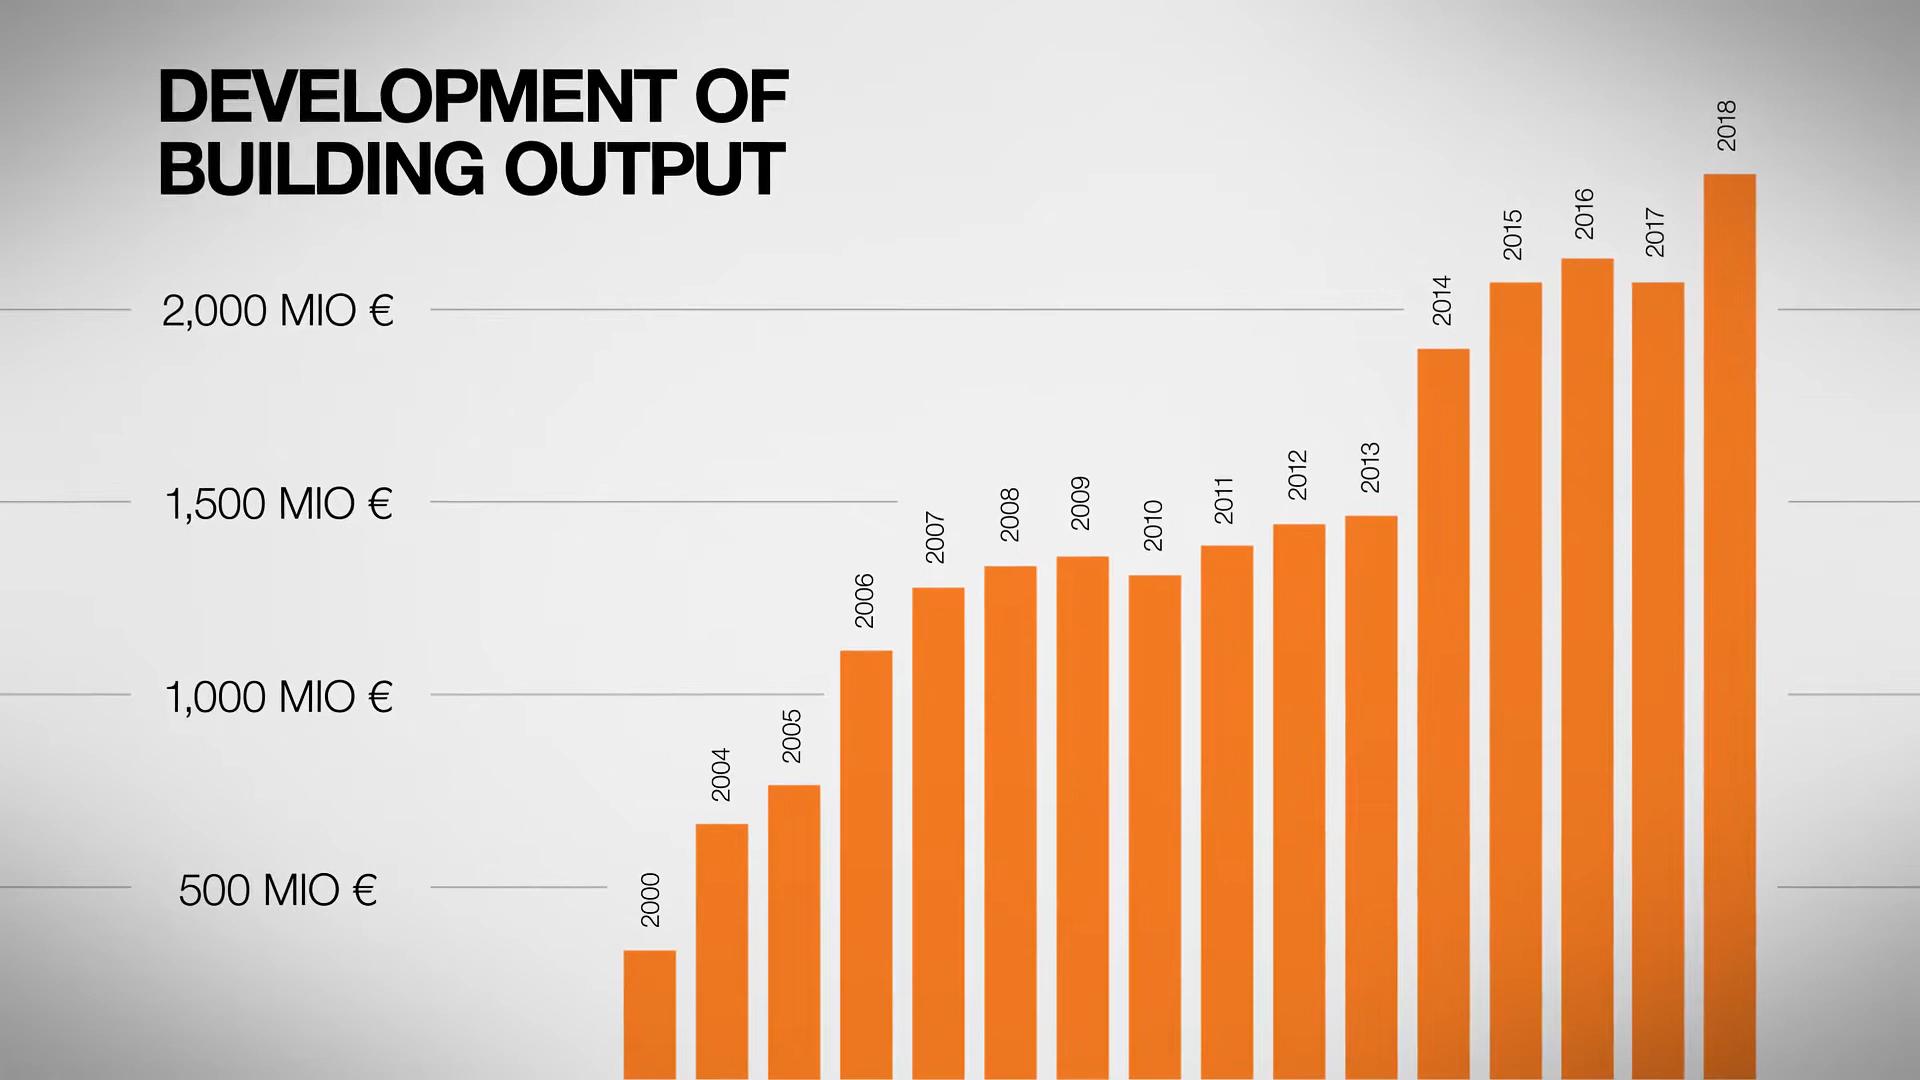 DEVELOPMENT OF
BUILDING OUTPUT
2,000 MIO €
1,500 MIO €
1,000 MIO €
500 MIO €
2000
2004
2005
2006
2007
2008
2009
2010
2011
2012
2013
2014
2015
2016
2017
2018